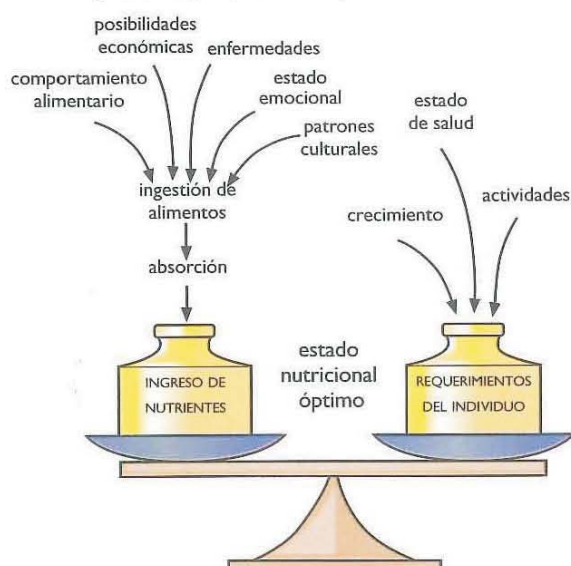 posibilidades
económicas
enfermedades
comportamiento
alimentario
estado
emocional
patrones
culturales
ingestión de
alimentos
absorción
estado
de salud
crecimiento
actividades
INGRESO DE
NUTRIENTES
estado
nutricional
óptimo
REQUERIMIENTOS
DEL INDIVIDUO